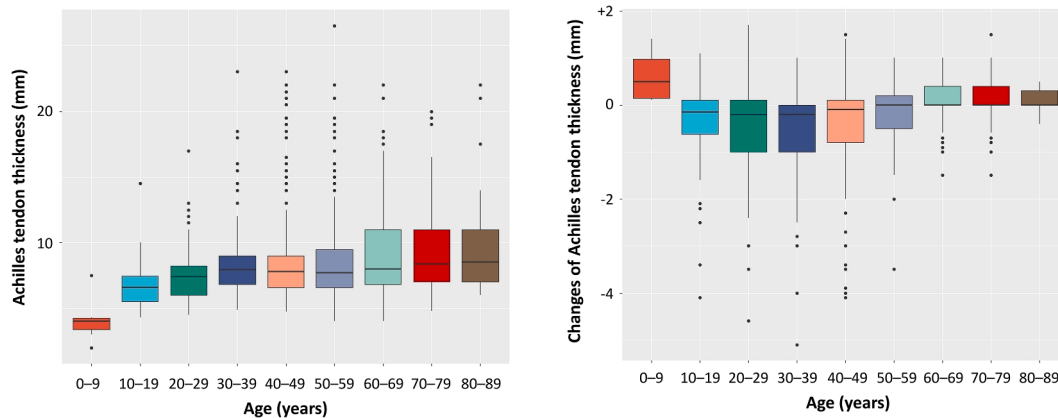 Achilles tendon thickness (mm)
20
10
0–9 10–19 20–29 30–39 40–49 50–59 60–69 70–79 80–89
Age (years)
Changes of Achilles tendon thickness (mm)
+2
0
-2
-4
0–9 10–19 20–29 30–39 40–49 50–59 60–69 70–79 80–89
Age (years)